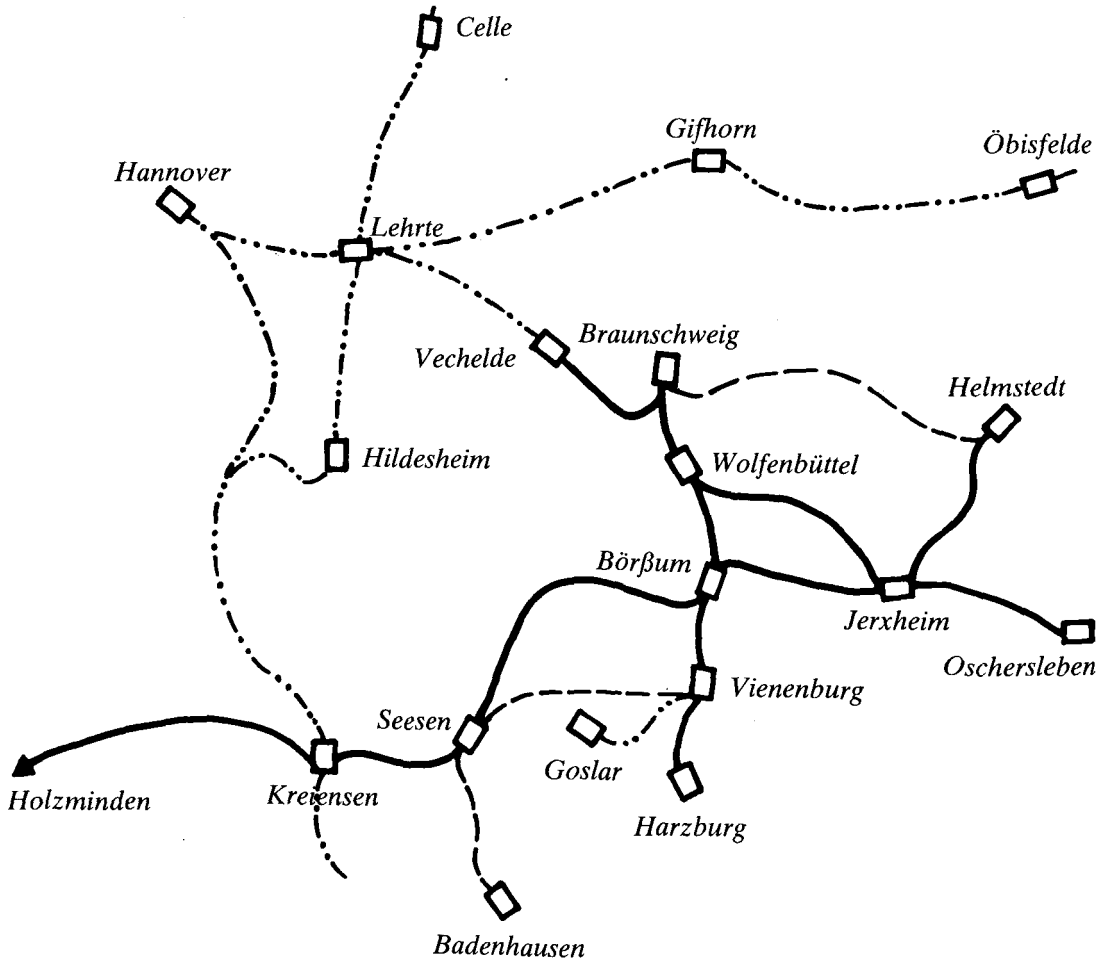 Celle
Gifhorn
Öbisfelde
Hannover
Lehrte
Braunschweig
Vechelde
Helmstedt
Hildesheim
Wolfenbüttel
Börßum
Jerxheim
Oschersleben
Vienenburg
Seesen
Goslar
Holzminden
Kreiensen
Harzburg
Badenhausen